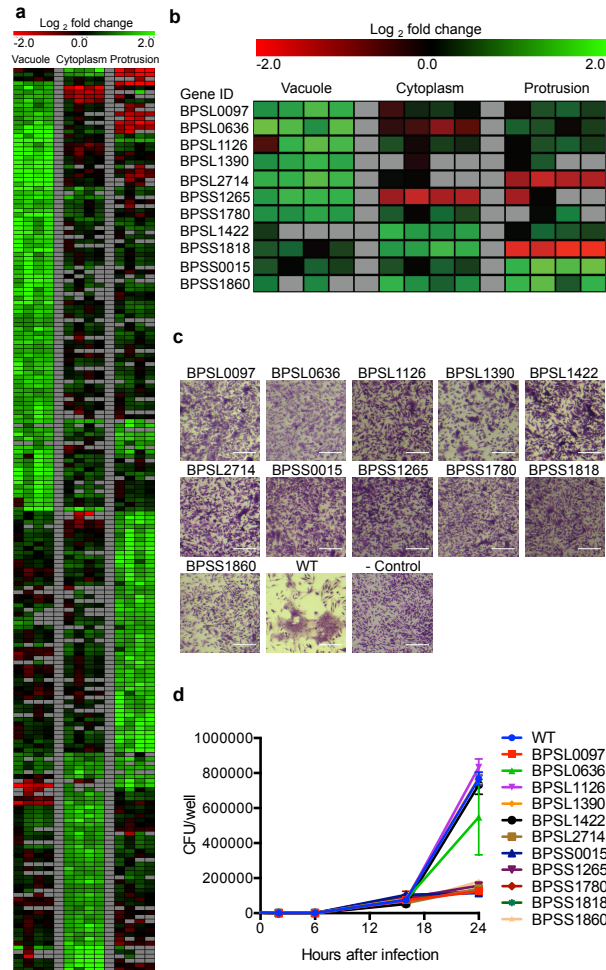 a
Log 2 fold change
-2.0 0.0 2.0
Vacuole Cytoplasm Protrusion
b
Log 2 fold change
-2.0 0.0 2.0
Vacuole Cytoplasm Protrusion
Gene ID
BPSL0097
BPSL0636
BPSL1126
BPSL1390
BPSL2714
BPSS1265
BPSS1780
BPSL1422
BPSS1818
BPSS0015
BPSS1860
c
BPSL0097 BPSL0636 BPSL1126 BPSL1390 BPSL1422
BPSL2714 BPSS0015 BPSS1265 BPSS1780 BPSS1818
BPSS1860 WT - Control
d
1000000
800000
600000
400000
200000
0
CFU/well
0 6 12 18 24
Hours after infection
WT
BPSL0097
BPSL0636
BPSL1126
BPSL1390
BPSL1422
BPSL2714
BPSS0015
BPSS1265
BPSS1780
BPSS1818
BPSS1860